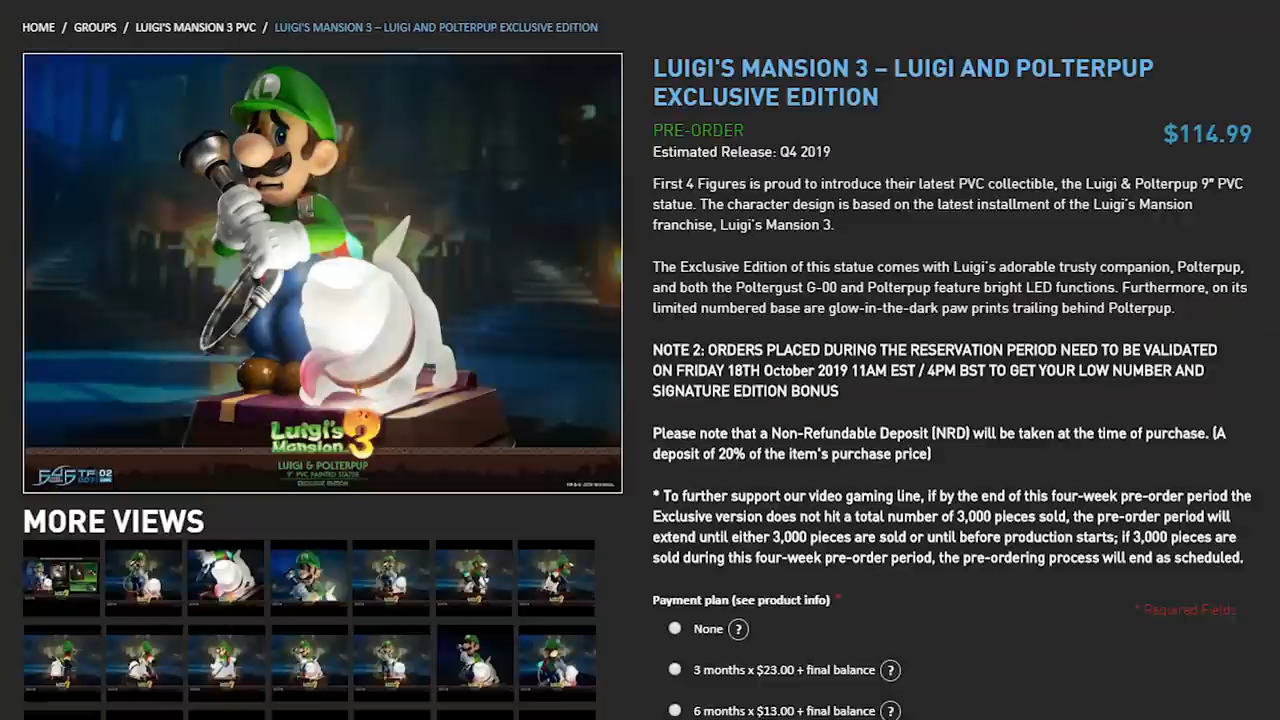 HOME / GROUPS / LUIGI'S MANSION 3 PVC / LUIGI'S MANSION 3 – LUIGI AND POLTERPUP EXCLUSIVE EDITION
L
Luigi's
Mansion 3
LUIGI & POLTERPUP
9" PVC PAINTED STATUE
EXCLUSIVE EDITION
F4F
02
MORE VIEWS
LUIGI'S MANSION 3 – LUIGI AND POLTERPUP
EXCLUSIVE EDITION
PRE-ORDER
$114.99
Estimated Release: Q4 2019
First 4 Figures is proud to introduce their latest PVC collectible, the Luigi & Polterpup 9" PVC
statue. The character design is based on the latest installment of the Luigi's Mansion
franchise, Luigi's Mansion 3.
The Exclusive Edition of this statue comes with Luigi's adorable trusty companion, Polterpup,
and both the Poltergust G-00 and Polterpup feature bright LED functions. Furthermore, on its
limited numbered base are glow-in-the-dark paw prints trailing behind Polterpup.
NOTE 2: ORDERS PLACED DURING THE RESERVATION PERIOD NEED TO BE VALIDATED
ON FRIDAY 18TH October 2019 11AM EST / 4PM BST TO GET YOUR LOW NUMBER AND
SIGNATURE EDITION BONUS
Please note that a Non-Refundable Deposit (NRD) will be taken at the time of purchase. (A
deposit of 20% of the item's purchase price)
* To further support our video gaming line, if by the end of this four-week pre-order period the
Exclusive version does not hit a total number of 3,000 pieces sold, the pre-order period will
extend until either 3,000 pieces are sold or until before production starts; if 3,000 pieces are
sold during this four-week pre-order period, the pre-ordering process will end as scheduled.
Payment plan (see product info) *
* Required Fields
None ?
3 months x $23.00 + final balance ?
6 months x $13.00 + final balance ?